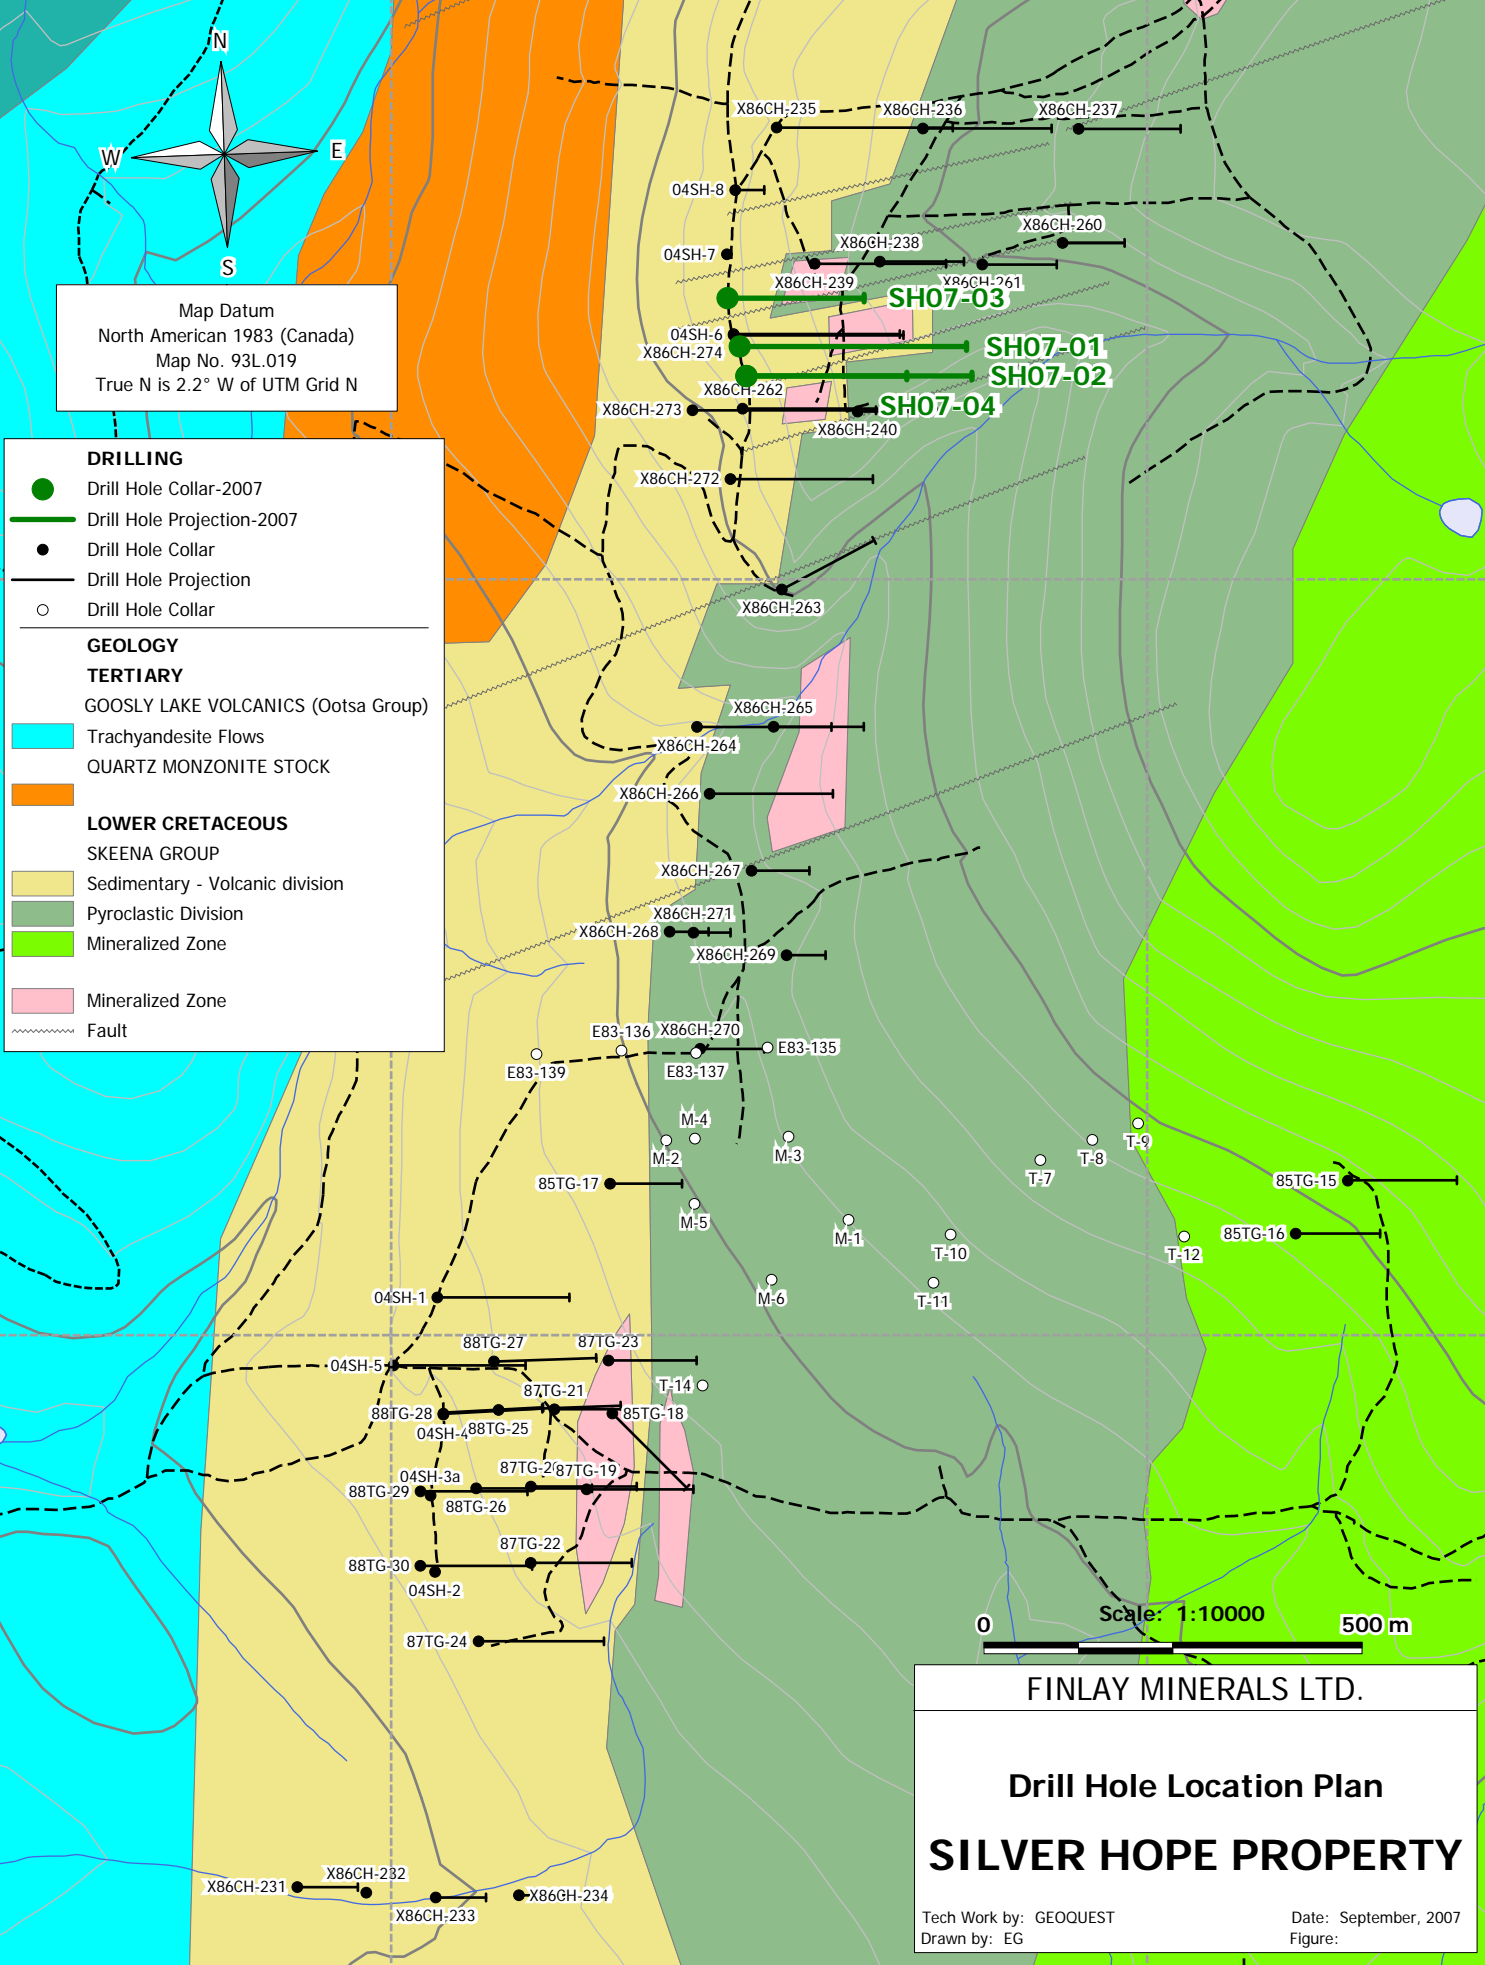 N
W
E
S
Map Datum
North American 1983 (Canada)
Map No. 93L.019
True N is 2.2° W of UTM Grid N
DRILLING
Drill Hole Collar-2007
Drill Hole Projection-2007
Drill Hole Collar
Drill Hole Projection
Drill Hole Collar
GEOLOGY
TERTIARY
GOOSLY LAKE VOLCANICS (Ootsa Group)
Trachyandesite Flows
QUARTZ MONZONITE STOCK
LOWER CRETACEOUS
SKEENA GROUP
Sedimentary - Volcanic division
Pyroclastic Division
Mineralized Zone
Mineralized Zone
Fault
X86CH-235
X86CH-236
X86CH-237
04SH-8
X86CH-260
04SH-7
X86CH-238
X86CH-239
X86CH-261
SH07-03
04SH-6
X86CH-274
SH07-01
SH07-02
X86CH-262
X86CH-273
SH07-04
X86CH-240
X86CH-272
X86CH-263
X86CH-265
X86CH-264
X86CH-266
X86CH-267
X86CH-271
X86CH-268
X86CH-269
E83-136
X86CH-270
E83-135
E83-139
E83-137
M-4
M-2
M-3
T-9
T-8
T-7
85TG-17
85TG-15
M-5
M-1
T-10
85TG-16
T-12
M-6
T-11
04SH-1
88TG-27
87TG-23
04SH-5
T-14
87TG-21
88TG-28
85TG-18
04SH-4
88TG-25
87TG-20
87TG-19
04SH-3a
88TG-29
88TG-26
87TG-22
88TG-30
04SH-2
87TG-24
X86CH-231
X86CH-232
X86CH-233
X86CH-234
Scale: 1:10000
0
500 m
FINLAY MINERALS LTD.
Drill Hole Location Plan
SILVER HOPE PROPERTY
Tech Work by: GEOQUEST
Date: September, 2007
Drawn by: EG
Figure: